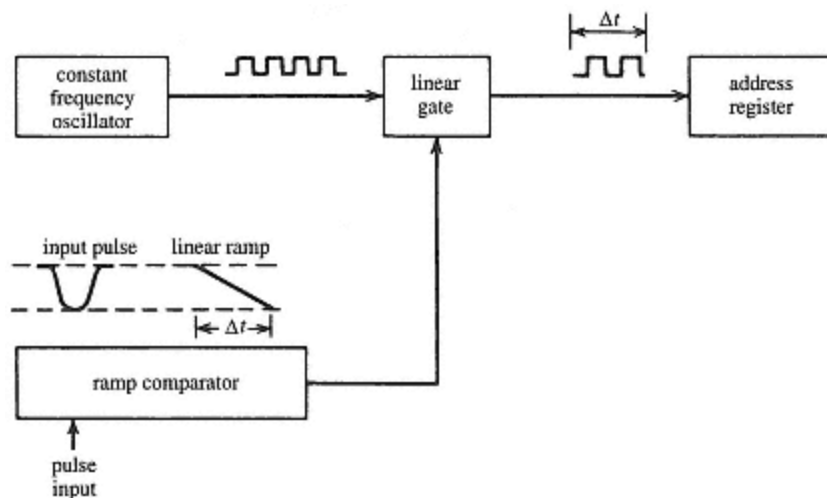 Δt
constant
frequency
oscillator
linear
gate
address
register
input pulse
linear ramp
Δt
ramp comparator
pulse
input